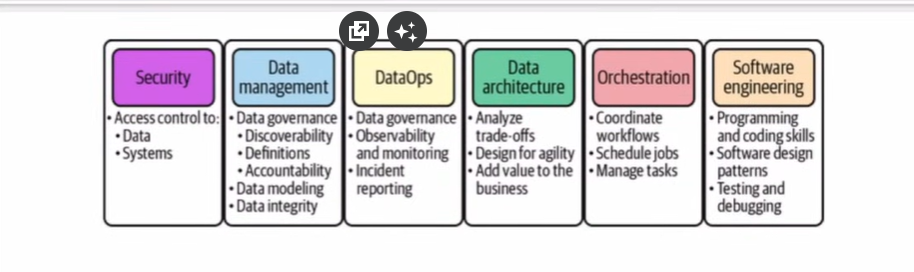 Security
• Access control to:
• Data
• Systems
Data
management
• Data governance
• Discoverability
• Definitions
• Accountability
• Data modeling
• Data integrity
DataOps
• Data governance
• Observability
and monitoring
• Incident
reporting
Data
architecture
• Analyze
trade-offs
• Design for agility
• Add value to the
business
Orchestration
• Coordinate
workflows
• Schedule jobs
• Manage tasks
Software
engineering
• Programming
and coding skills
• Software design
patterns
• Testing and
debugging